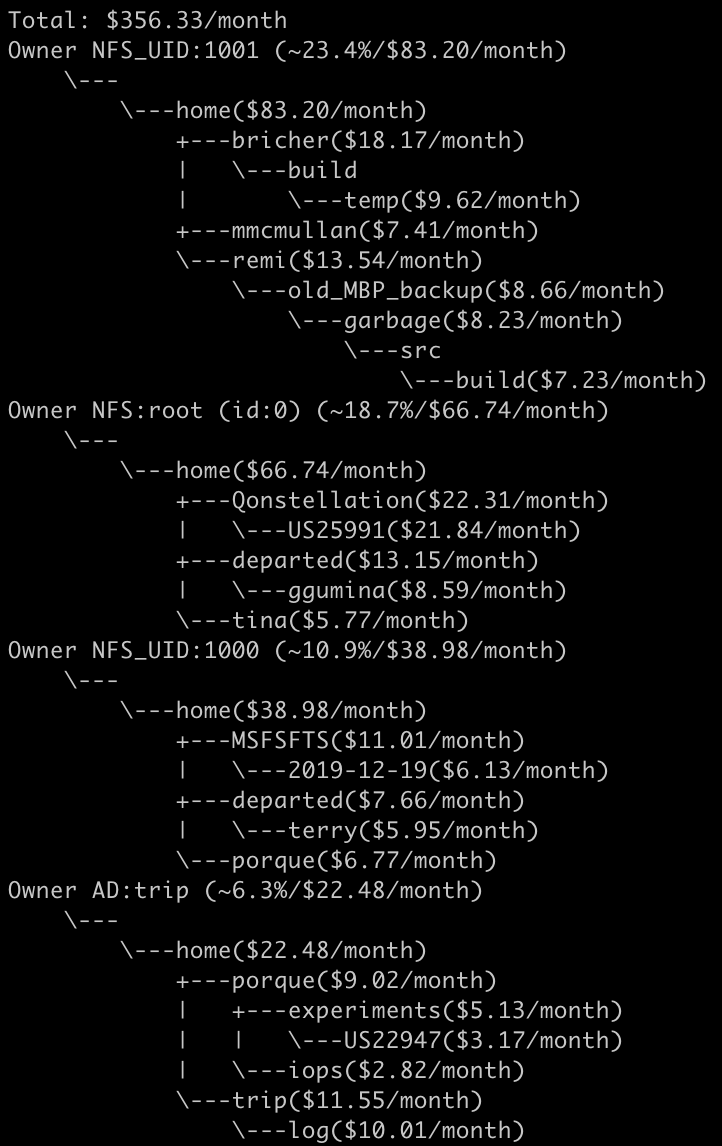 Total: $356.33/month
Owner NFS_UID:1001 (~23.4%/$83.20/month)
    \---
        \---home($83.20/month)
            +---bricher($18.17/month)
            |   \---build
            |       \---temp($9.62/month)
            +---mmcmullan($7.41/month)
            \---remi($13.54/month)
                \---old_MBP_backup($8.66/month)
                    \---garbage($8.23/month)
                        \---src
                            \---build($7.23/month)
Owner NFS:root (id:0) (~18.7%/$66.74/month)
    \---
        \---home($66.74/month)
            +---Qonstellation($22.31/month)
            |   \---US25991($21.84/month)
            +---departed($13.15/month)
            |   \---ggumina($8.59/month)
            \---tina($5.77/month)
Owner NFS_UID:1000 (~10.9%/$38.98/month)
    \---
        \---home($38.98/month)
            +---MSFSFTS($11.01/month)
            |   \---2019-12-19($6.13/month)
            +---departed($7.66/month)
            |   \---terry($5.95/month)
            \---porque($6.77/month)
Owner AD:trip (~6.3%/$22.48/month)
    \---
        \---home($22.48/month)
            +---porque($9.02/month)
            |   +---experiments($5.13/month)
            |   |   \---US22947($3.17/month)
            |   \---iops($2.82/month)
            \---trip($11.55/month)
                \---log($10.01/month)